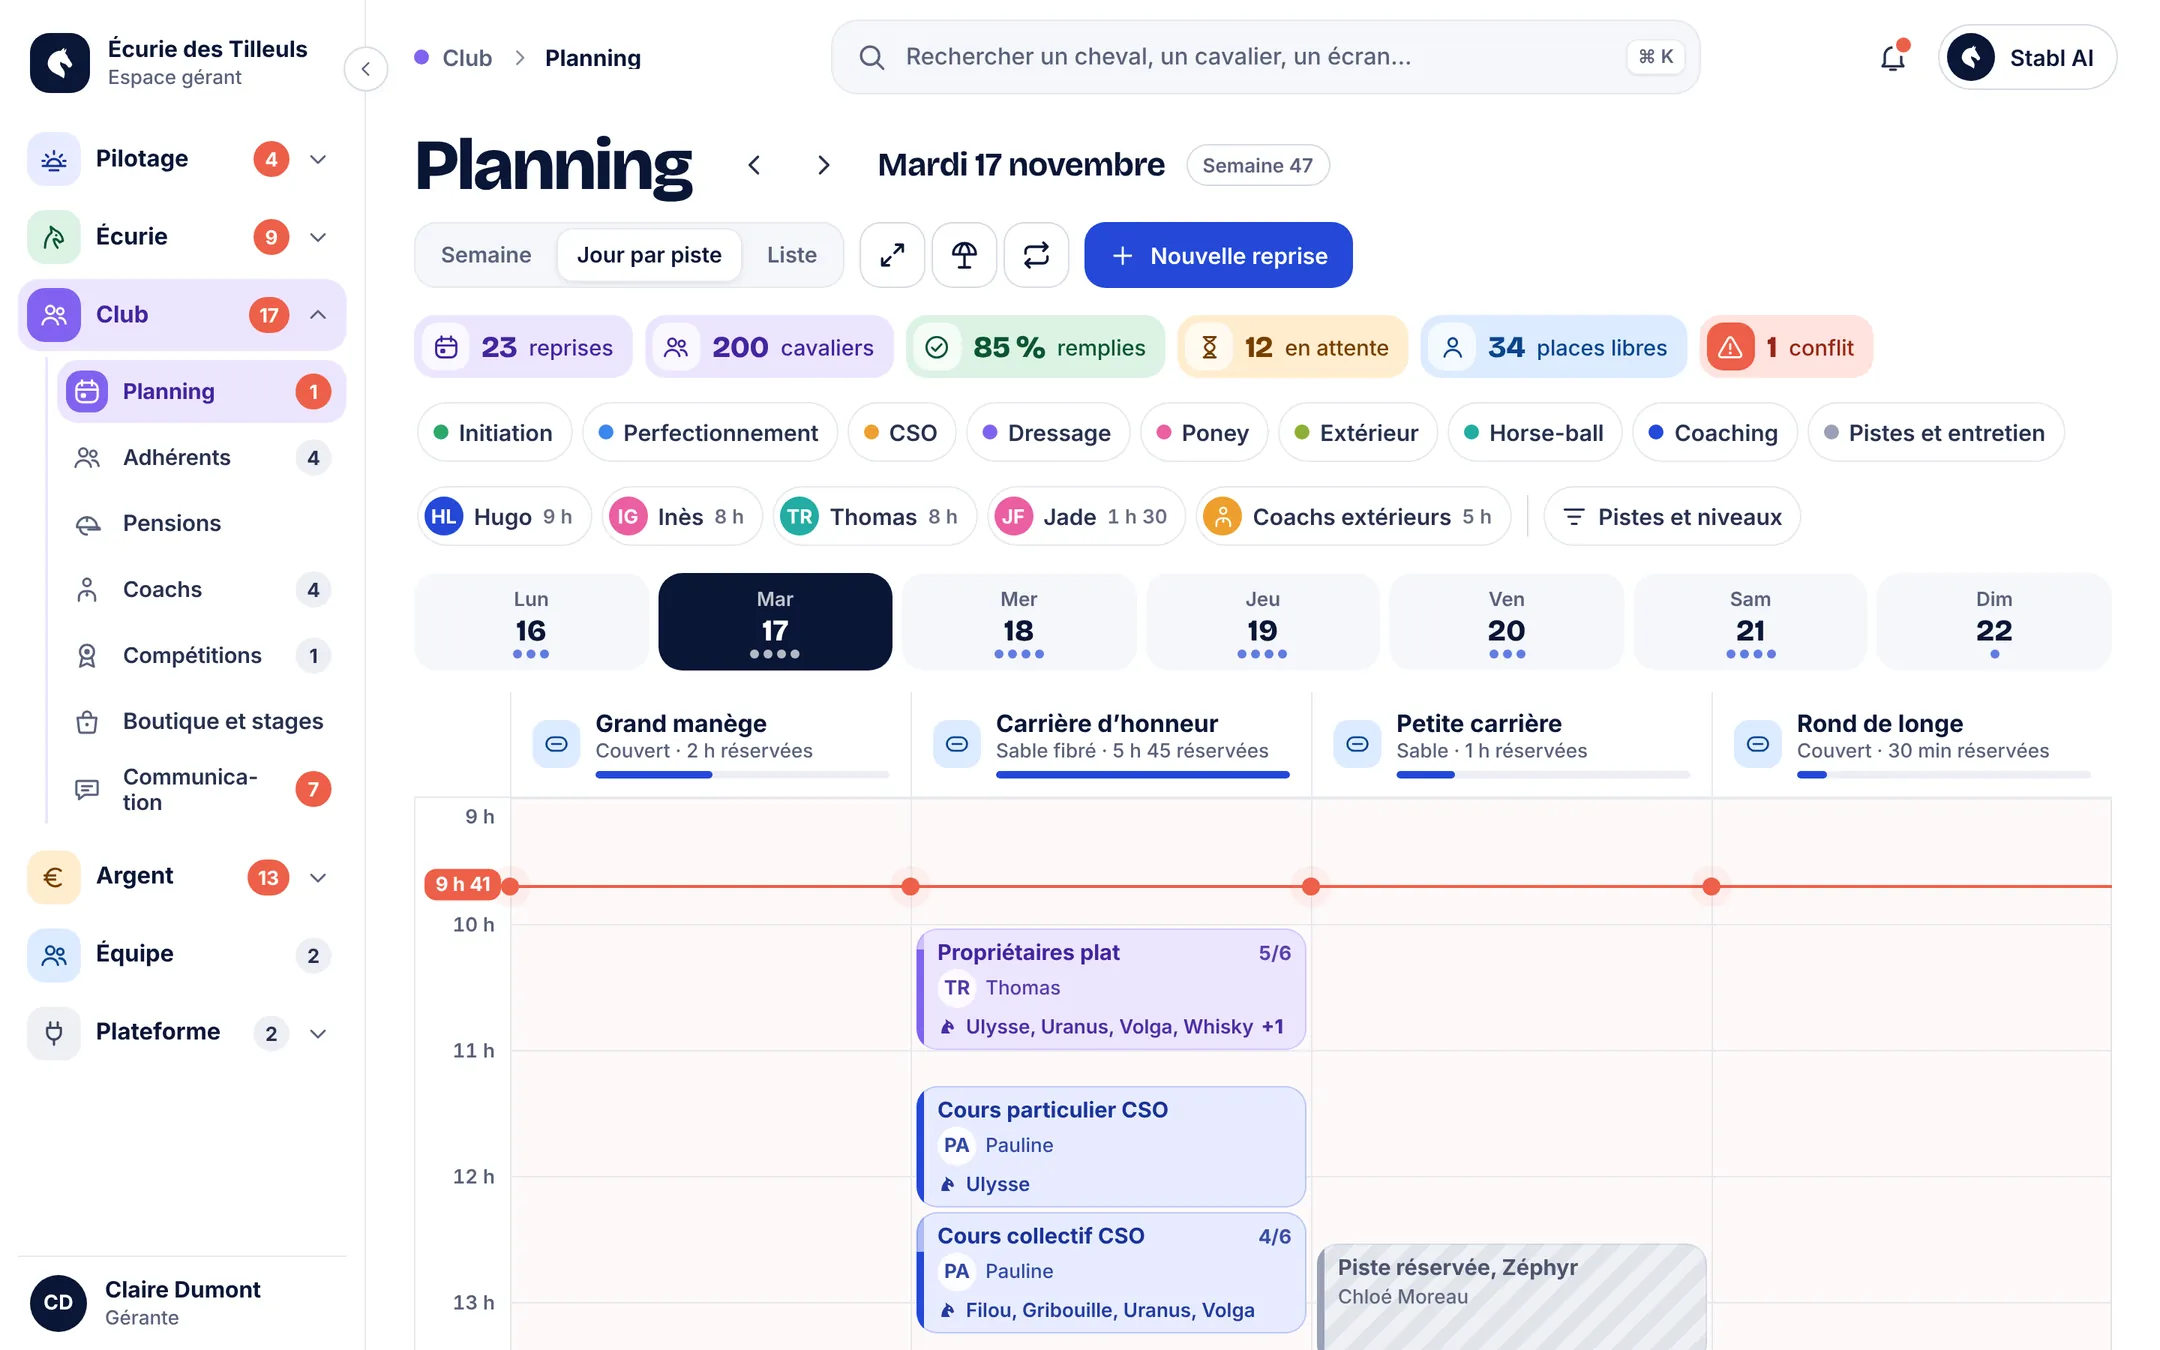 Écurie des Tilleuls
Espace gérant
Pilotage 4
Écurie 9
Club 17
Planning 1
Adhérents 4
Pensions
Coachs 4
Compétitions 1
Boutique et stages
Communica-
tion 7
Argent 13
Équipe 2
Plateforme 2
CD Claire Dumont
Gérante
Club > Planning
Rechercher un cheval, un cavalier, un écran... ⌘ K
Stabl AI
Planning Mardi 17 novembre Semaine 47
Semaine Jour par piste Liste + Nouvelle reprise
23 reprises 200 cavaliers 85 % remplies 12 en attente 34 places libres 1 conflit
Initiation Perfectionnement CSO Dressage Poney Extérieur Horse-ball Coaching Pistes et entretien
HL Hugo 9 h IG Inès 8 h TR Thomas 8 h JF Jade 1 h 30 Coachs extérieurs 5 h Pistes et niveaux
Lun Mar Mer Jeu Ven Sam Dim
16 17 18 19 20 21 22
Grand manège Carrière d’honneur Petite carrière Rond de longe
Couvert · 2 h réservées Sable fibré · 5 h 45 réservées Sable · 1 h réservées Couvert · 30 min réservées
9 h
9 h 41
10 h
Propriétaires plat 5/6
TR Thomas
Ulysse, Uranus, Volga, Whisky +1
11 h
Cours particulier CSO
PA Pauline
12 h
Ulysse
Cours collectif CSO 4/6
PA Pauline
Piste réservée, Zéphyr
Chloé Moreau
13 h
Filou, Gribouille, Uranus, Volga